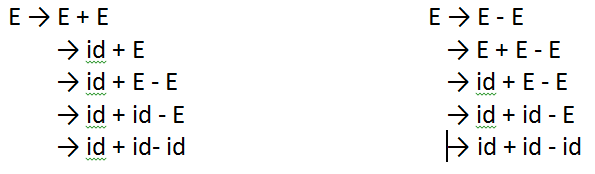 E → E + E
→ id + E
→ id + E - E
→ id + id - E
→ id + id- id
E → E - E
→ E + E - E
→ id + E - E
→ id + id - E
→ id + id - id